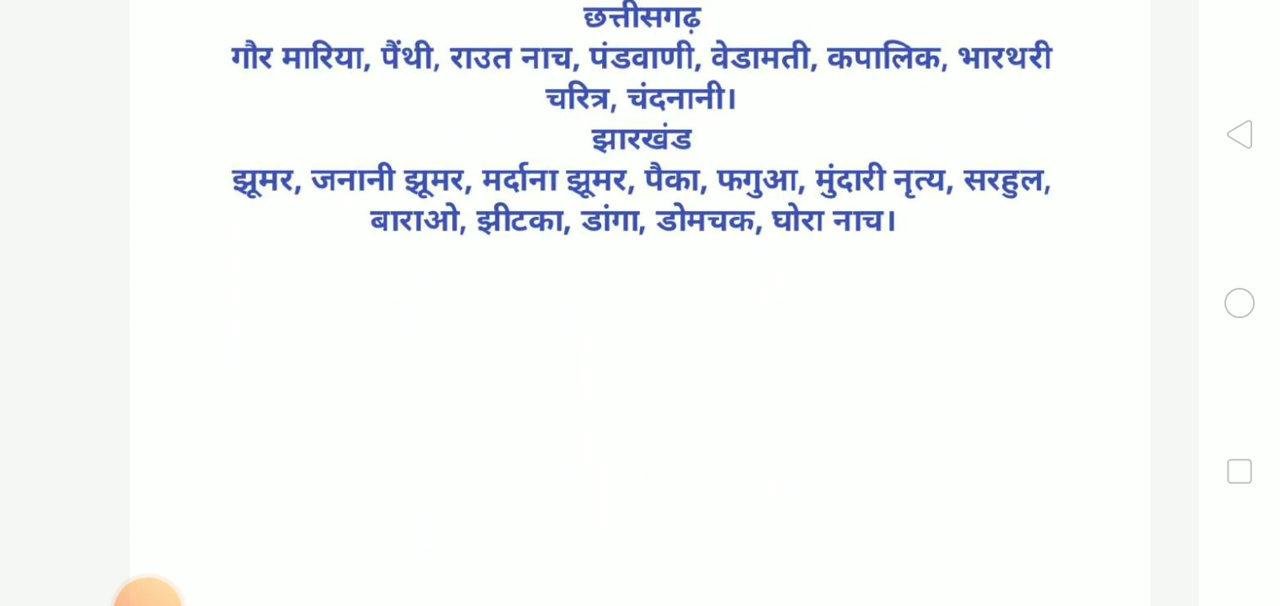 छत्तीसगढ़
गौर मारिया, पैंथी, राउत नाच, पंडवाणी, वेडामती, कपालिक, भारथरी
चरित्र, चंदनानी।
झारखंड
झूमर, जनानी झूमर, मर्दाना झूमर, पैका, फगुआ, मुंदारी नृत्य, सरहुल,
बाराओ, झीटका, डांगा, डोमचक, घोरा नाच।